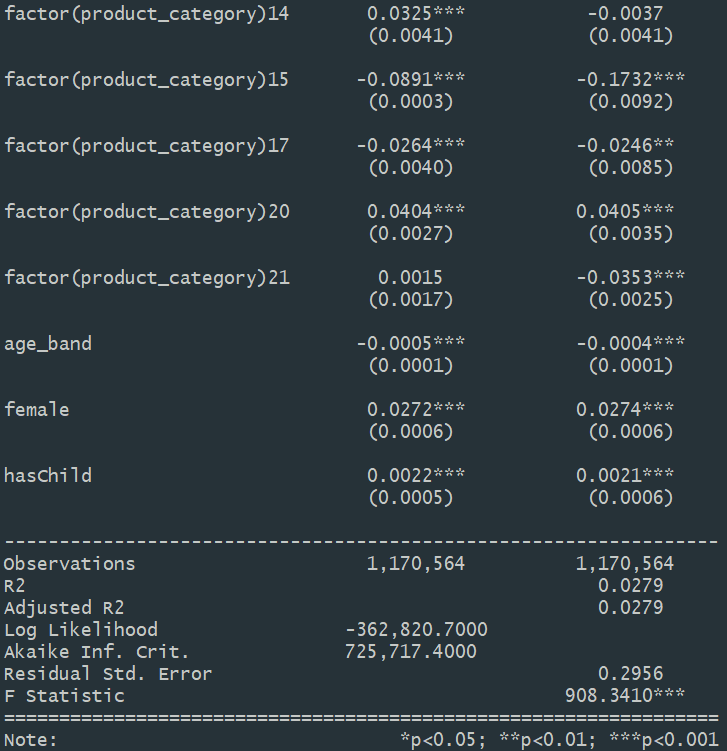 factor(product_category)14 0.0325*** -0.0037
(0.0041) (0.0041)
factor(product_category)15 -0.0891*** -0.1732***
(0.0003) (0.0092)
factor(product_category)17 -0.0264*** -0.0246**
(0.0040) (0.0085)
factor(product_category)20 0.0404*** 0.0405***
(0.0027) (0.0035)
factor(product_category)21 0.0015 -0.0353***
(0.0017) (0.0025)
age_band -0.0005*** -0.0004***
(0.0001) (0.0001)
female 0.0272*** 0.0274***
(0.0006) (0.0006)
hasChild 0.0022*** 0.0021***
(0.0005) (0.0006)
-----------------------------------------------------------------
Observations 1,170,564 1,170,564
R2 0.0279
Adjusted R2 0.0279
Log Likelihood -362,820.7000
Akaike Inf. Crit. 725,717.4000
Residual Std. Error 0.2956
F Statistic 908.3410***
=================================================================
Note: *p<0.05; **p<0.01; ***p<0.001